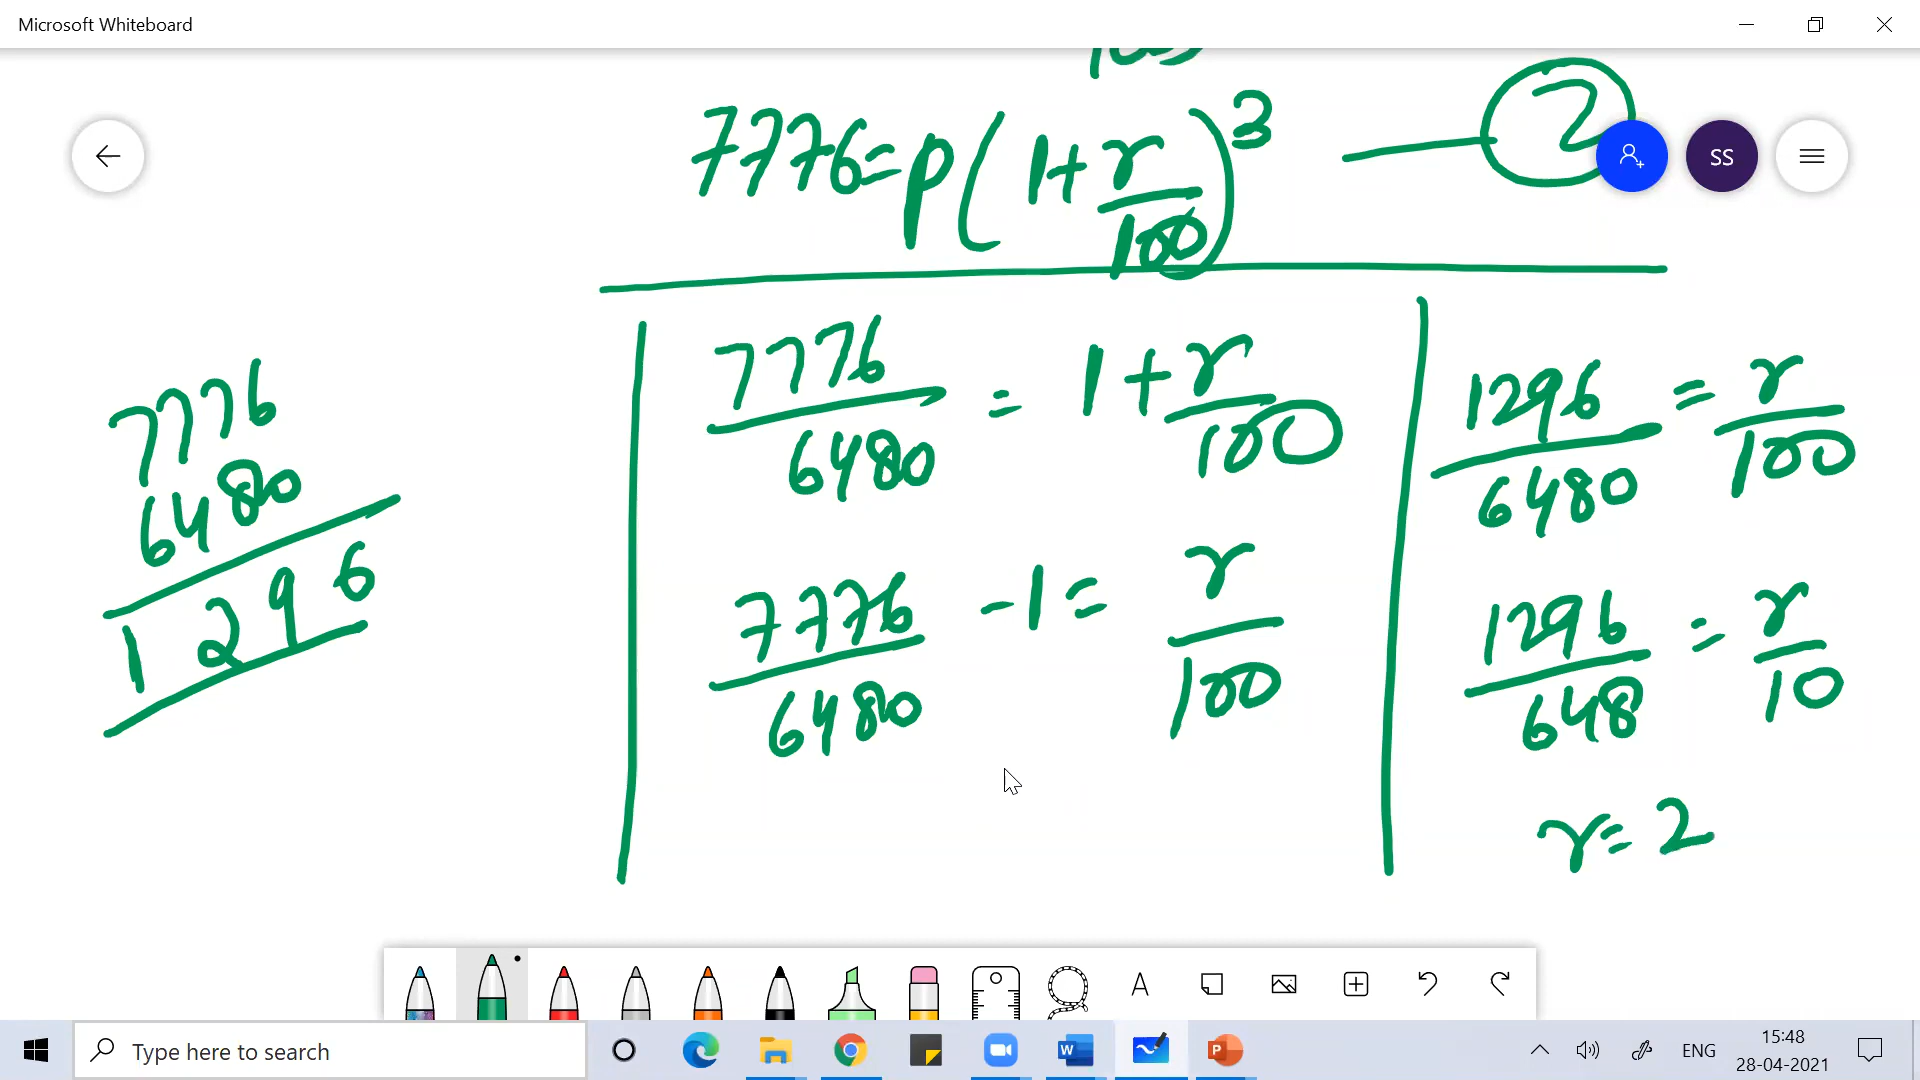 Microsoft Whiteboard
7776 = p(1 + r/100)^3 — 2
SS
7776
6480
1296
7776/6480 = 1 + r/100
7776/6480 - 1 = r/100
1296/6480 = r/100
1296/648 = r/10
r = 2
A
Type here to search
ENG
15:48
28-04-2021